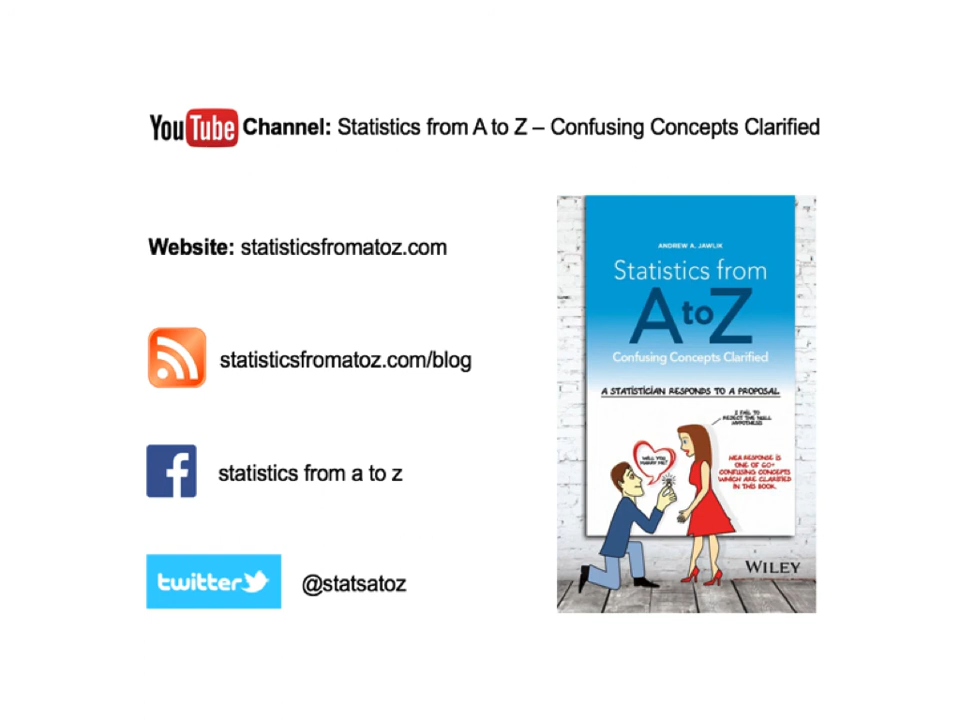 YouTube Channel: Statistics from A to Z – Confusing Concepts Clarified
Website: statisticsfromatoz.com
statisticsfromatoz.com/blog
statistics from a to z
twitter @statsatoz
ANDREW A. JAWLIK
Statistics from
A to Z
Confusing Concepts Clarified
A STATISTICIAN RESPONDS TO A PROPOSAL
I FAIL TO
REJECT THE NULL
HYPOTHESIS
WILL YOU
MARRY ME?
HER RESPONSE IS
ONE OF 60+
CONFUSING CONCEPTS
WHICH ARE CLARIFIED
IN THIS BOOK.
WILEY